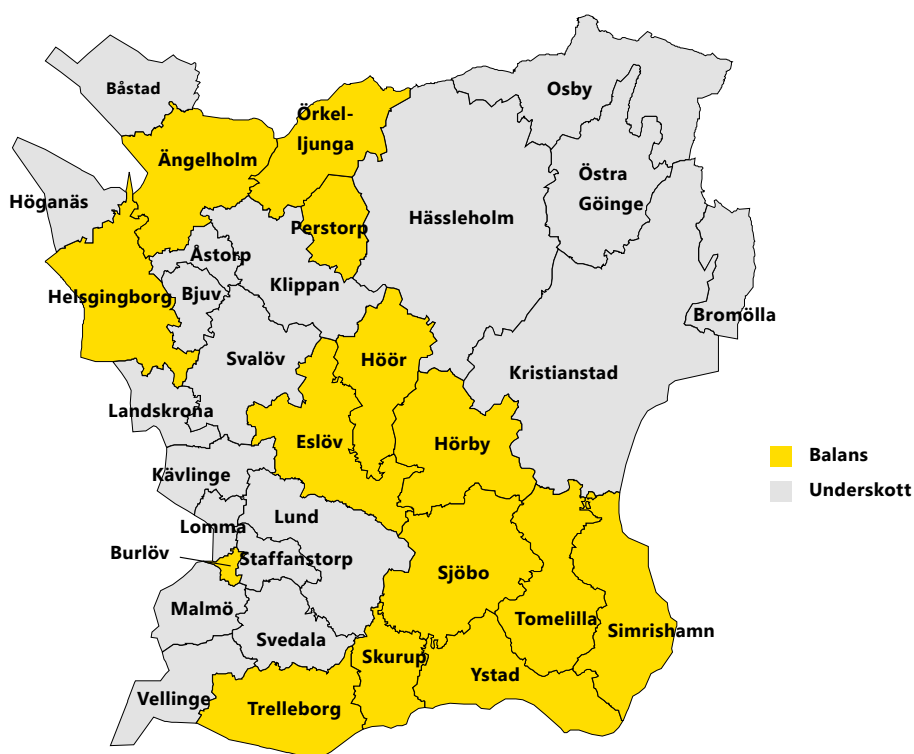 Båstad
Osby
Örkel-
ljunga
Ängelholm
Östra
Göinge
Höganäs
Hässleholm
Perstorp
Åstorp
Klippan
Helsgingborg
Bjuv
Bromölla
Svalöv
Höör
Kristianstad
Landskrona
Eslöv
Hörby
Balans
Kävlinge
Underskott
Lund
Lomma
Burlöv
Staffanstorp
Sjöbo
Malmö
Tomelilla
Simrishamn
Svedala
Skurup
Ystad
Vellinge
Trelleborg